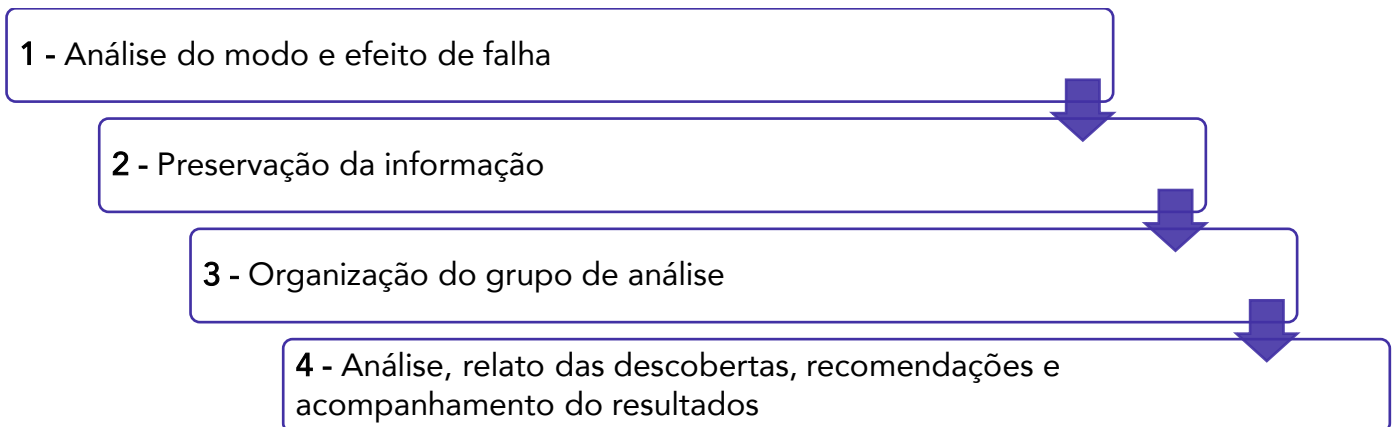 1 - Análise do modo e efeito de falha
2 - Preservação da informação
3 - Organização do grupo de análise
4 - Análise, relato das descobertas, recomendações e
acompanhamento do resultados